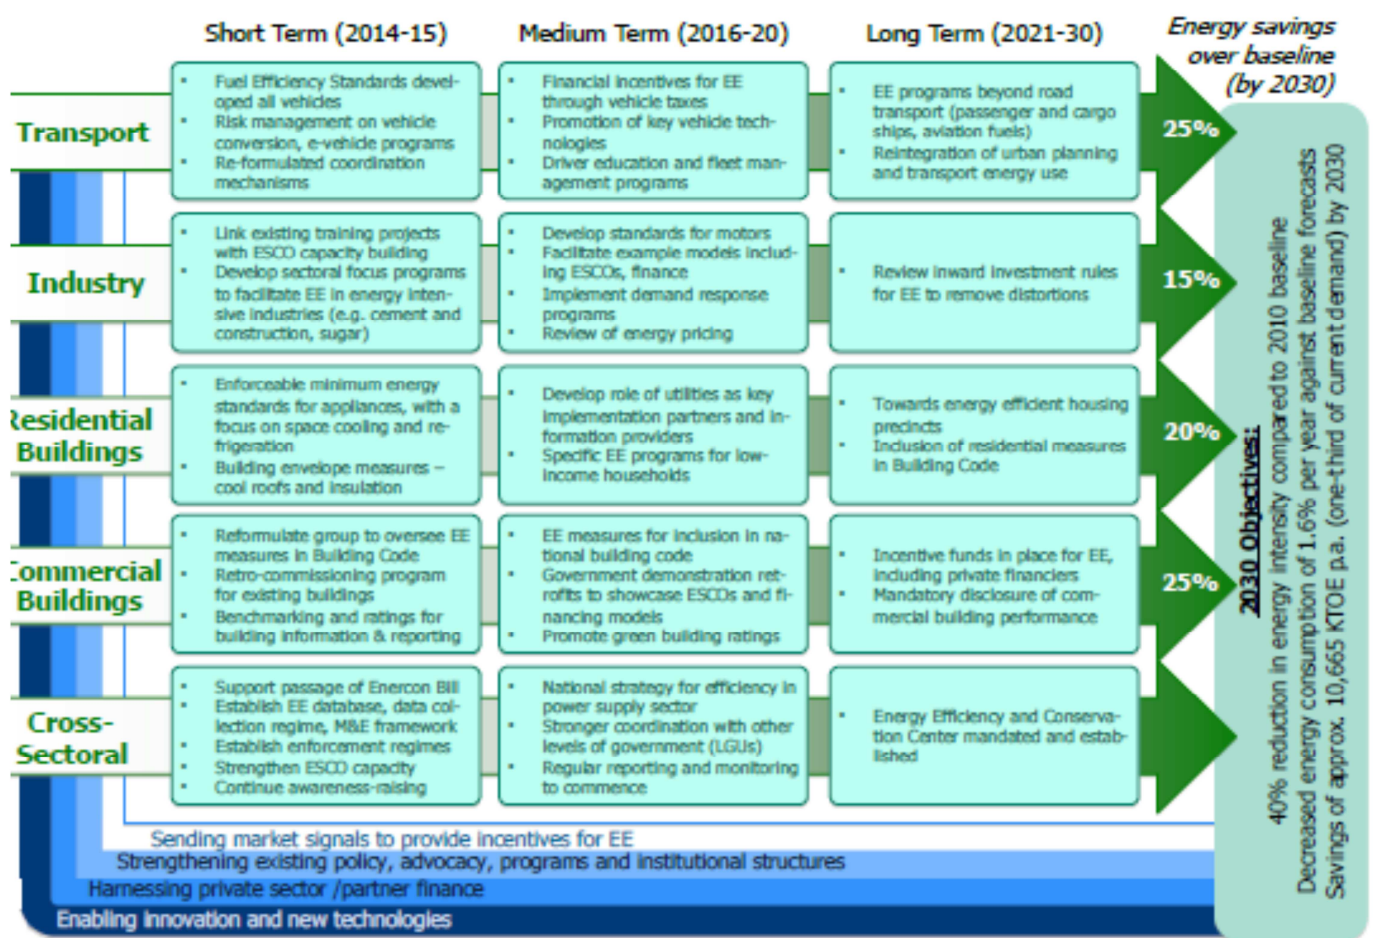 Short Term (2014-15)
Medium Term (2016-20)
Long Term (2021-30)
Energy savings
over baseline
(by 2030)
Transport
• Fuel Efficiency Standards devel-
oped all vehicles
• Risk management on vehicle
conversion, e-vehicle programs
• Re-formulated coordination
mechanisms
• Financial incentives for EE
through vehicle taxes
• Promotion of key vehicle tech-
nologies
• Driver education and fleet man-
agement programs
• EE programs beyond road
transport (passenger and cargo
ships, aviation fuels)
• Reintegration of urban planning
and transport energy use
25%
Industry
• Link existing training projects
with ESCO capacity building
• Develop sectoral focus programs
to facilitate EE in energy inten-
sive industries (e.g. cement and
construction, sugar)
• Develop standards for motors
• Facilitate example models includ-
ing ESCOs, finance
• Implement demand response
programs
• Review of energy pricing
• Review inward investment rules
for EE to remove distortions
15%
Residential
Buildings
• Enforceable minimum energy
standards for appliances, with a
focus on space cooling and re-
frigeration
• Building envelope measures –
cool roofs and insulation
• Develop role of utilities as key
implementation partners and in-
formation providers
• Specific EE programs for low-
income households
• Towards energy efficient housing
precincts
• Inclusion of residential measures
in Building Code
20%
Commercial
Buildings
• Reformulate group to oversee EE
measures in Building Code
• Retro-commissioning program
for existing buildings
• Benchmarking and ratings for
building information & reporting
• EE measures for inclusion in na-
tional building code
• Government demonstration ret-
rofits to showcase ESCOs and fi-
nancing models
• Promote green building ratings
• Incentive funds in place for EE,
including private financiers
• Mandatory disclosure of com-
mercial building performance
25%
Cross-
Sectoral
• Support passage of Enercon Bill
• Establish EE database, data col-
lection regime, M&E framework
• Establish enforcement regimes
• Strengthen ESCO capacity
• Continue awareness-raising
• National strategy for efficiency in
power supply sector
• Stronger coordination with other
levels of government (LGUs)
• Regular reporting and monitoring
to commence
• Energy Efficiency and Conserva-
tion Center mandated and estab-
lished
2030 Objectives:
40% reduction in energy intensity compared to 2010 baseline
Decreased energy consumption of 1.6% per year against baseline forecasts
Savings of approx. 10,665 KTOE p.a. (one-third of current demand) by 2030
Sending market signals to provide incentives for EE
Strengthening existing policy, advocacy, programs and institutional structures
Harnessing private sector /partner finance
Enabling innovation and new technologies